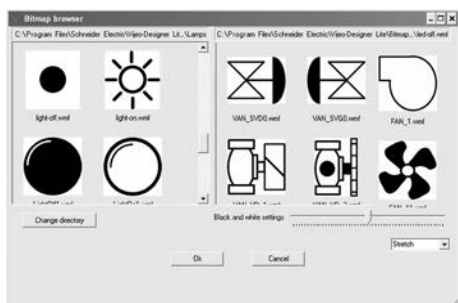 Bitmap browser
C:\Program Files\Schneider Electric\Vijeo-Designer Lit...\Lamps
C:\Program Files\Schneider Electric\Vijeo-Designer Lite\Bitmap...\led-off.wmf
light-off.wmf
light-on.wmf
VAN_SVD0.wmf
VAN_SVG0.wmf
FAN_1.wmf
Change directory
Black and white settings
Stretch
Ok
Cancel